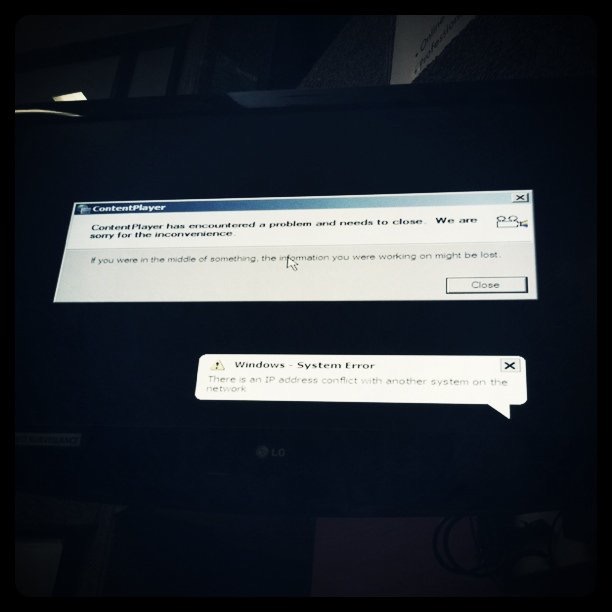 Online
Profession
ContentPlayer
ContentPlayer has encountered a problem and needs to close. We are
sorry for the inconvenience.
If you were in the middle of something, the information you were working on might be lost.
Close
Windows - System Error
There is an IP address conflict with another system on the
network
LG